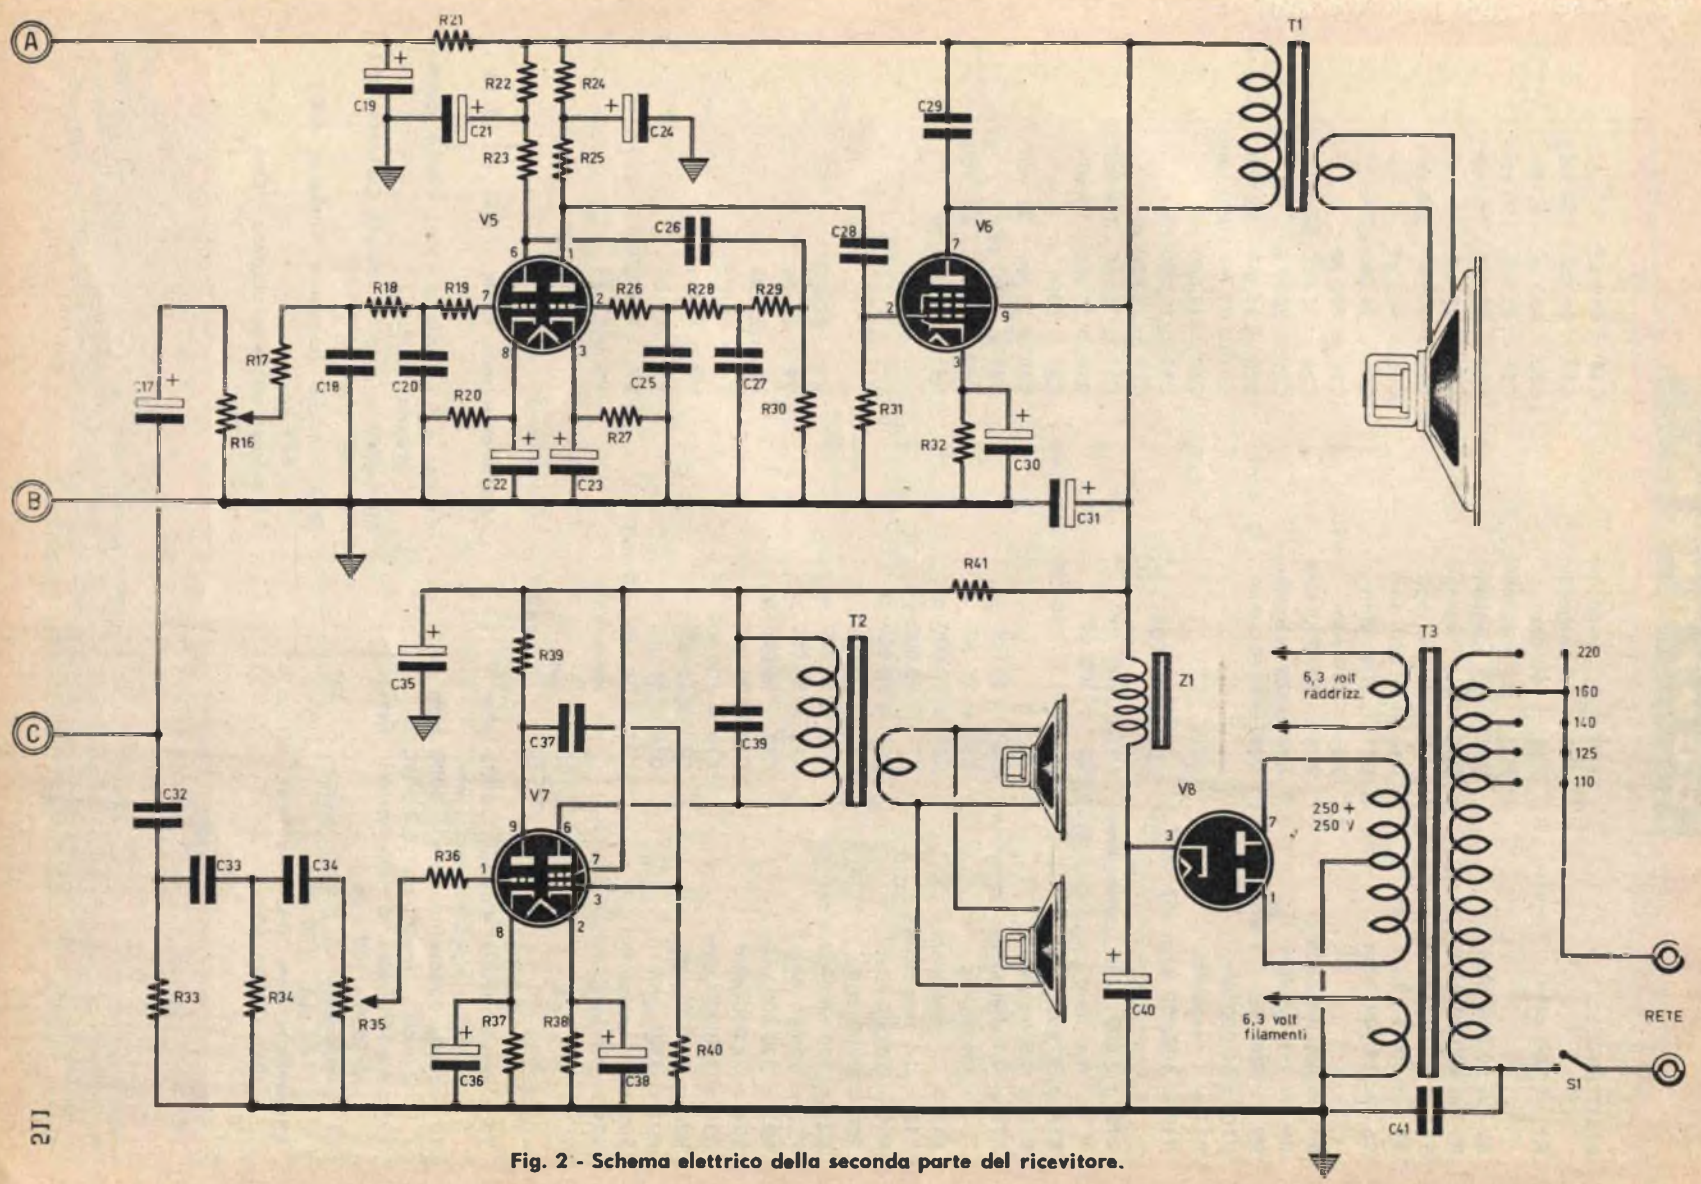 R21
T1
A
R22
R24
C19
C21
C24
C29
R23
R25
V5
C26
C28
V6
6
1
7
R18
R19
7
2
R26
R28
R29
2
9
R17
8
3
3
C17
C18
C20
C25
C27
R20
R30
R31
R16
R27
R32
C30
C22
C23
B
C31
R41
T2
T3
C35
R39
Z1
6,3 volt
raddrizz.
220
160
140
125
110
C
C37
C39
C32
V7
V8
250 +
250 V
9
6
3
7
C33
C34
R36
1
7
3
1
8
2
R33
R34
R35
R37
R38
C40
6,3 volt
filamenti
RETE
C36
C38
R40
S1
C41
211
Fig. 2 - Schema elettrico della seconda parte del ricevitore.